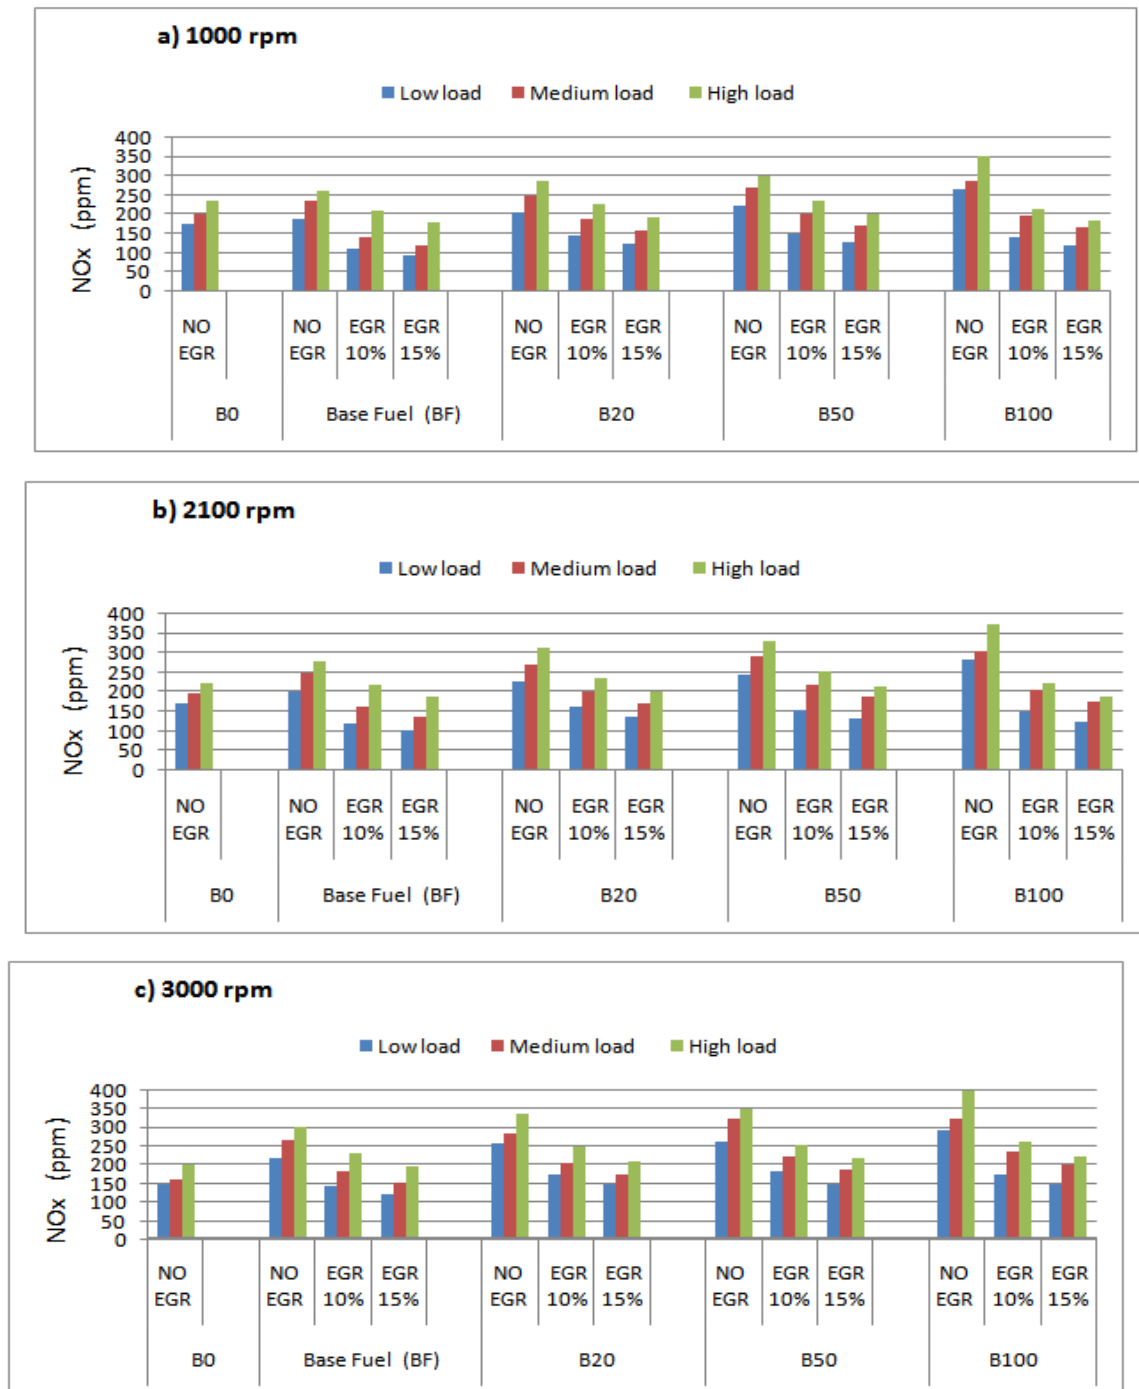 a) 1000 rpm
Low load Medium load High load
400
350
300
250
200
150
100
50
0
NOx (ppm)
NO EGR NO EGR EGR NO EGR EGR NO EGR EGR NO EGR EGR
EGR EGR 10% 15% EGR 10% 15% EGR 10% 15% EGR 10% 15%
B0 Base Fuel (BF) B20 B50 B100
b) 2100 rpm
Low load Medium load High load
400
350
300
250
200
150
100
50
0
NOx (ppm)
NO NO EGR EGR NO EGR EGR NO EGR EGR NO EGR EGR
EGR EGR 10% 15% EGR 10% 15% EGR 10% 15% EGR 10% 15%
B0 Base Fuel (BF) B20 B50 B100
c) 3000 rpm
Low load Medium load High load
400
350
300
250
200
150
100
50
0
NOx (ppm)
NO NO EGR EGR NO EGR EGR NO EGR EGR NO EGR EGR
EGR EGR 10% 15% EGR 10% 15% EGR 10% 15% EGR 10% 15%
B0 Base Fuel (BF) B20 B50 B100